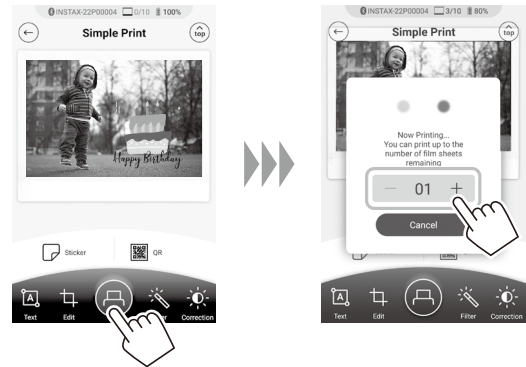 INSTAX-22P00004 0/10 100%
Simple Print
top
Happy Birthday
Sticker
QR
Text
Edit
Correction
INSTAX-22P00004 3/10 80%
Simple Print
top
Now Printing...
You can print up to the
number of film sheets
remaining
01
Cancel
Text
Edit
Filter
Correction